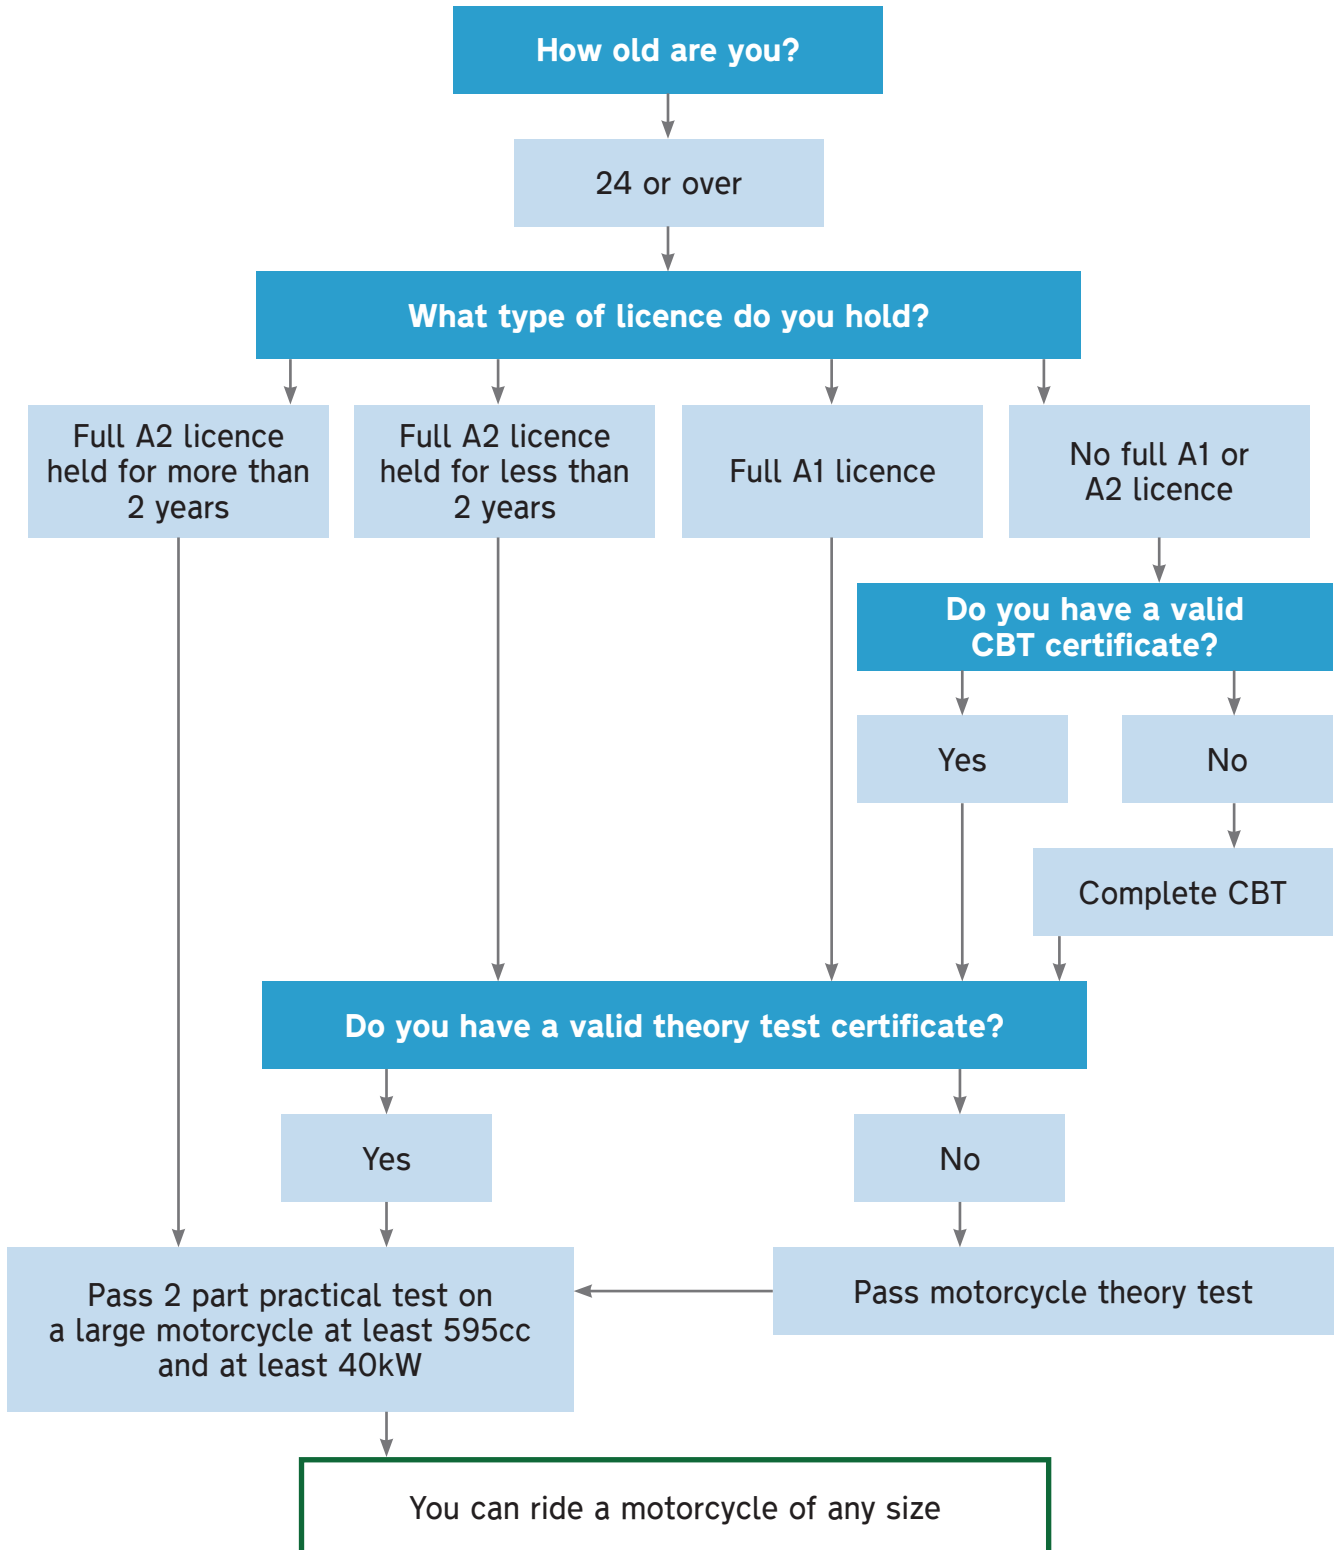 How old are you?
24 or over
What type of licence do you hold?
Full A2 licence
held for more than
2 years
Full A2 licence
held for less than
2 years
Full A1 licence
No full A1 or
A2 licence
Do you have a valid
CBT certificate?
Yes
No
Complete CBT
Do you have a valid theory test certificate?
Yes
No
Pass 2 part practical test on
a large motorcycle at least 595cc
and at least 40kW
Pass motorcycle theory test
You can ride a motorcycle of any size